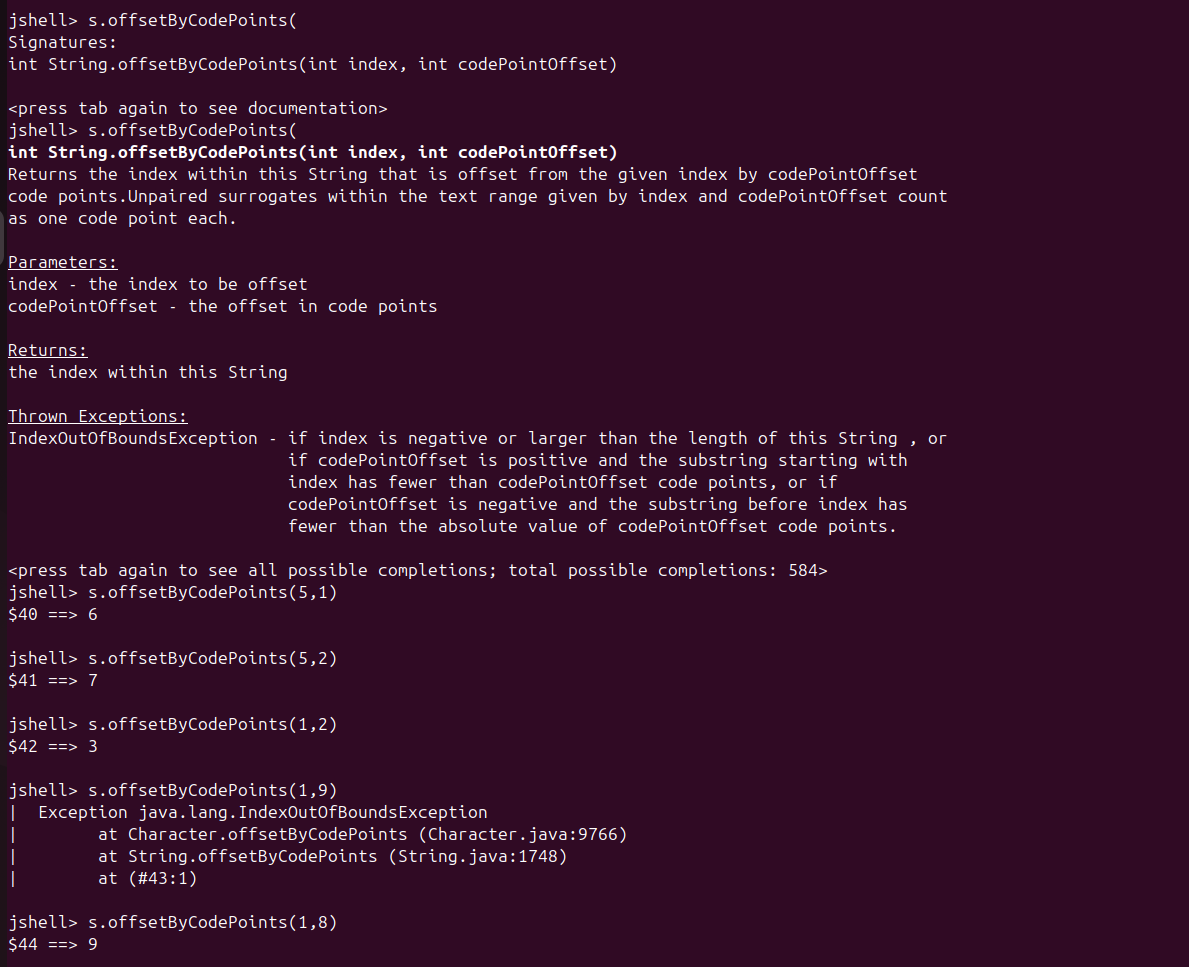 jshell> s.offsetByCodePoints(
Signatures:
int String.offsetByCodePoints(int index, int codePointOffset)
<press tab again to see documentation>
jshell> s.offsetByCodePoints(
int String.offsetByCodePoints(int index, int codePointOffset)
Returns the index within this String that is offset from the given index by codePointOffset
code points.Unpaired surrogates within the text range given by index and codePointOffset count
as one code point each.
Parameters:
index - the index to be offset
codePointOffset - the offset in code points
Returns:
the index within this String
Thrown Exceptions:
IndexOutOfBoundsException - if index is negative or larger than the length of this String , or
if codePointOffset is positive and the substring starting with
index has fewer than codePointOffset code points, or if
codePointOffset is negative and the substring before index has
fewer than the absolute value of codePointOffset code points.
<press tab again to see all possible completions; total possible completions: 584>
jshell> s.offsetByCodePoints(5,1)
$40 ==> 6
jshell> s.offsetByCodePoints(5,2)
$41 ==> 7
jshell> s.offsetByCodePoints(1,2)
$42 ==> 3
jshell> s.offsetByCodePoints(1,9)
|  Exception java.lang.IndexOutOfBoundsException
|        at Character.offsetByCodePoints (Character.java:9766)
|        at String.offsetByCodePoints (String.java:1748)
|        at (#43:1)
jshell> s.offsetByCodePoints(1,8)
$44 ==> 9